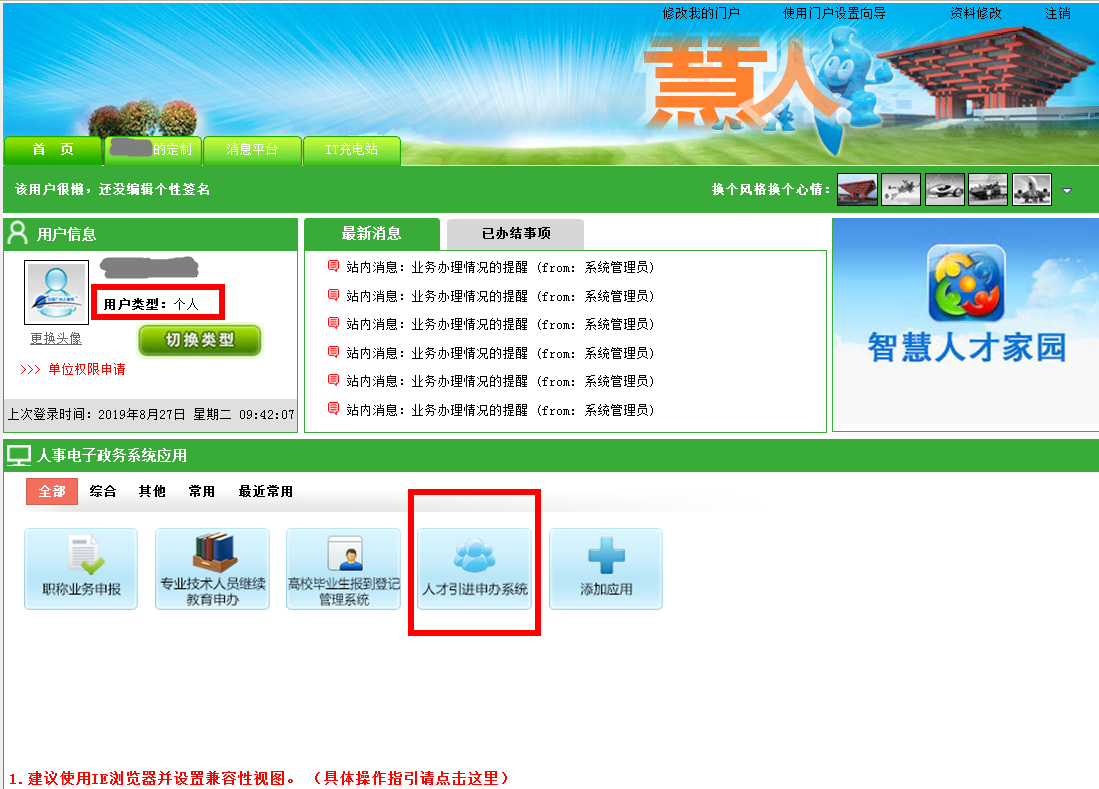 修改我的门户 使用门户设置向导 资料修改 注销
慧人
首 页 的定制 消息平台 IT充电站
该用户很懒，还没编辑个性签名 换个风格换个心情：
用户信息 最新消息 已办结事项
用户类型：个人
更换头像 切换类型
>>> 单位权限申请
上次登录时间：2019年8月27日 星期二 09:42:07
站内消息：业务办理情况的提醒 (from: 系统管理员)
站内消息：业务办理情况的提醒 (from: 系统管理员)
站内消息：业务办理情况的提醒 (from: 系统管理员)
站内消息：业务办理情况的提醒 (from: 系统管理员)
站内消息：业务办理情况的提醒 (from: 系统管理员)
站内消息：业务办理情况的提醒 (from: 系统管理员)
智慧人才家园
人事电子政务系统应用
全部 综合 其他 常用 最近常用
职称业务申报
专业技术人员继续
教育申办
高校毕业生报到登记
管理系统
人才引进申办系统
添加应用
1.建议使用IE浏览器并设置兼容性视图。（具体操作指引请点击这里）